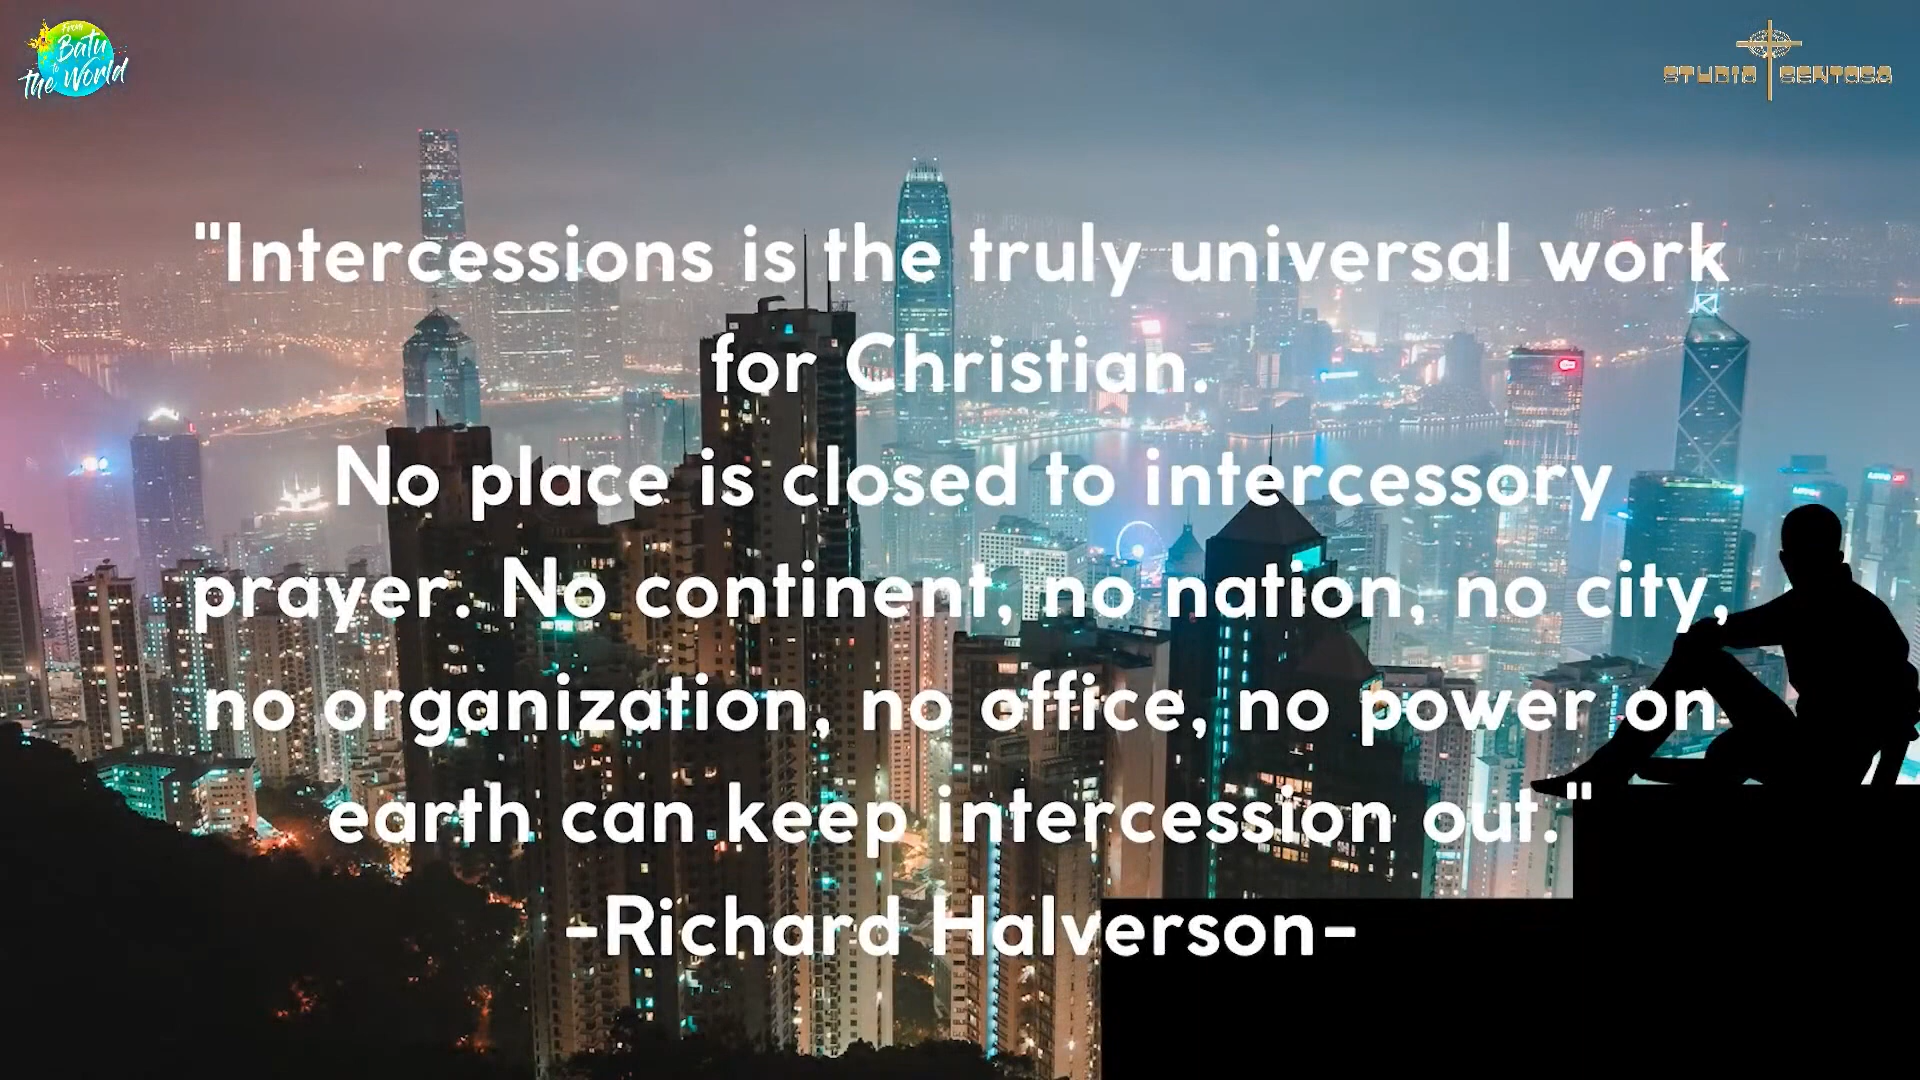 From
Batu
to
The World
STUDIO SENTOSA
"Intercessions is the truly universal work
for Christian.
No place is closed to intercessory
prayer. No continent, no nation, no city,
no organization, no office, no power on
earth can keep intercession out."
-Richard Halverson-